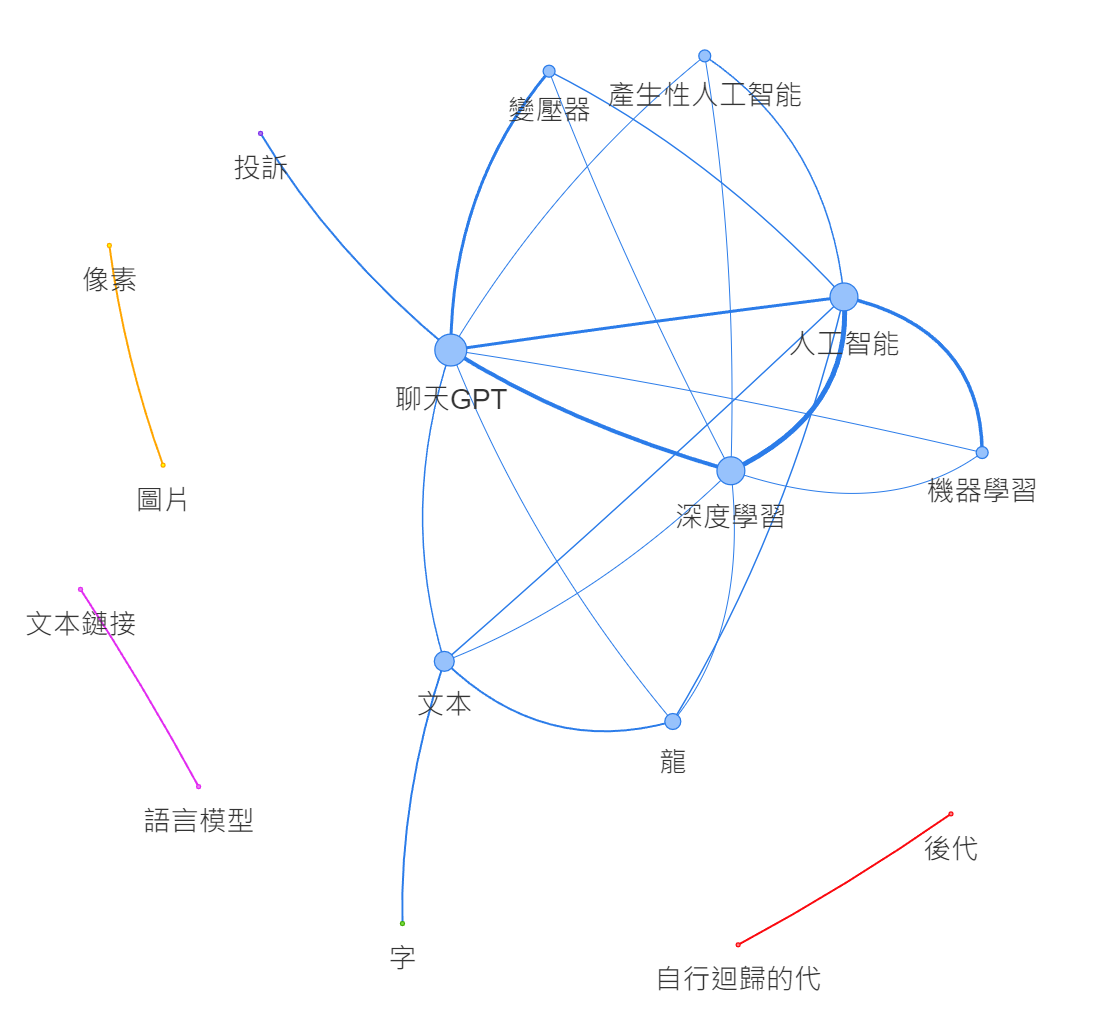 產生性人工智能
變壓器
投訴
像素
人工智能
聊天GPT
圖片
機器學習
深度學習
文本鏈接
文本
龍
語言模型
後代
字
自行迴歸的代